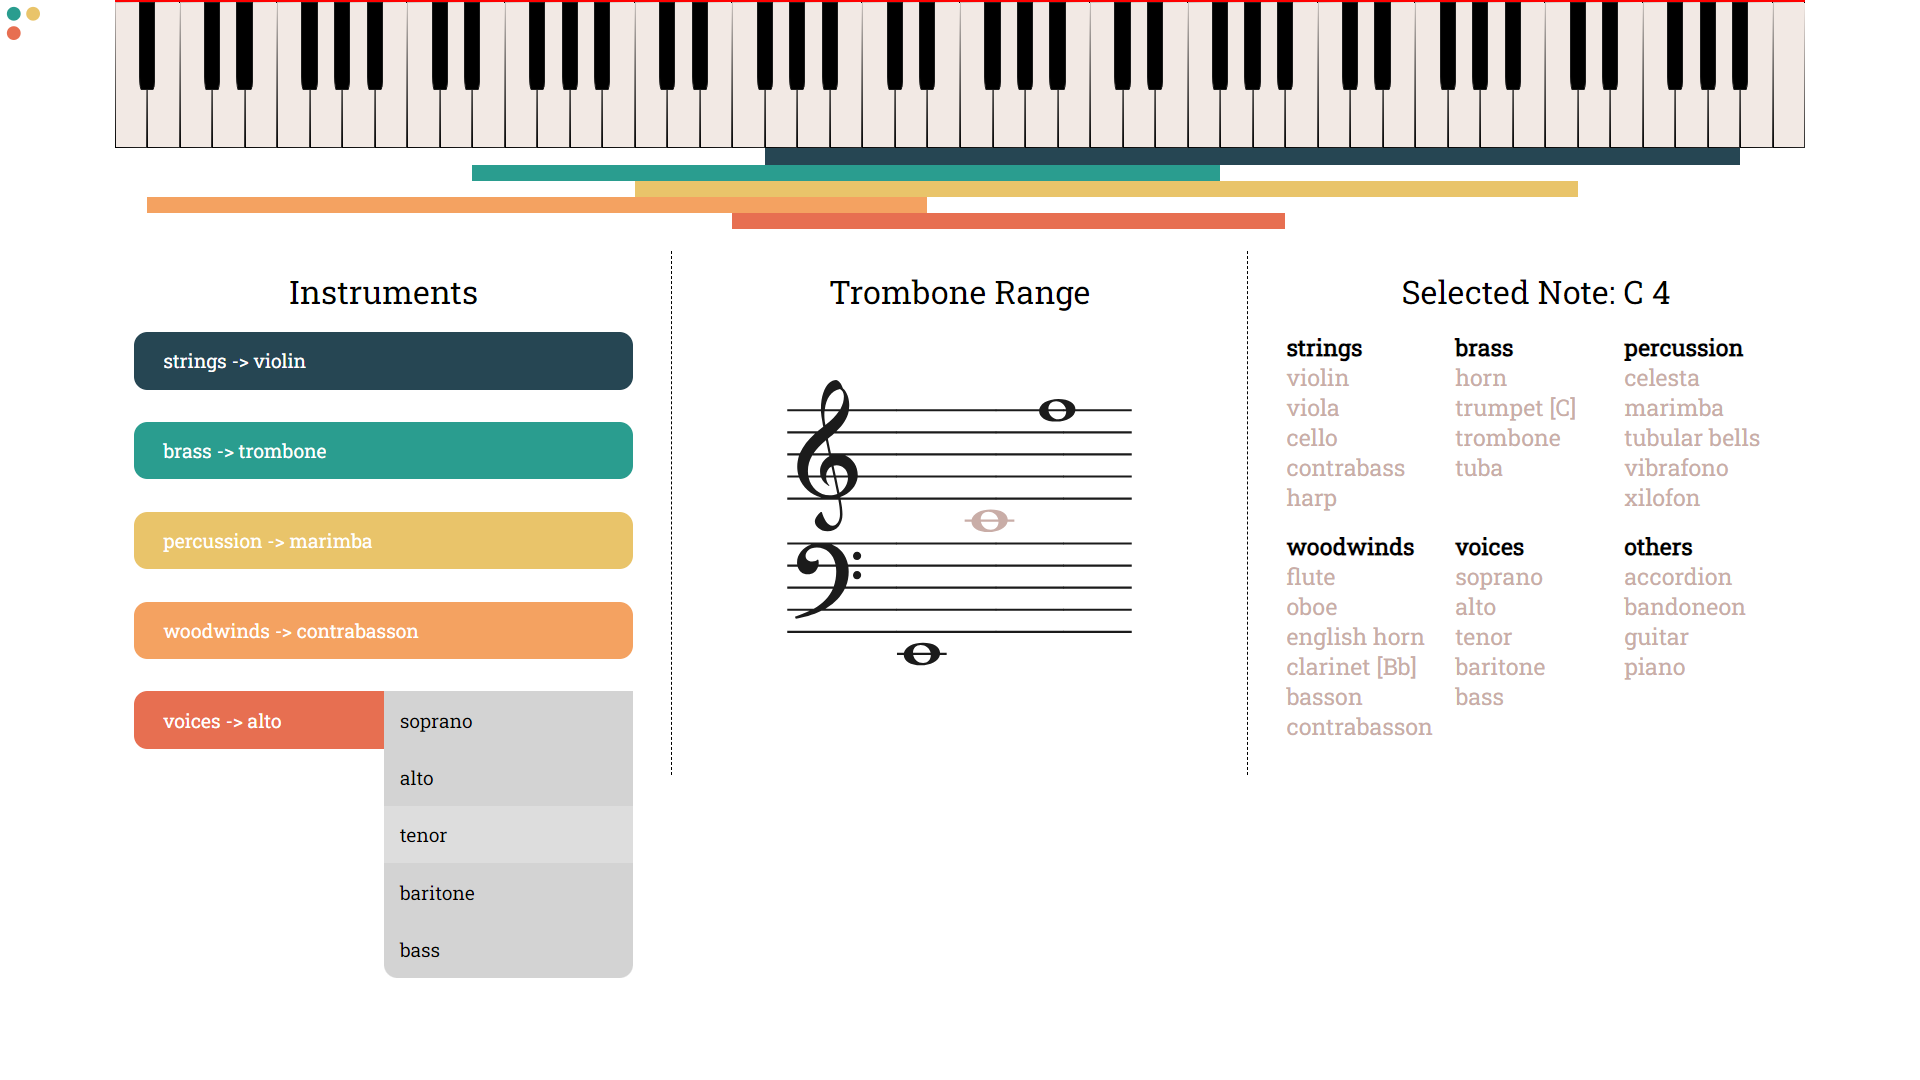 Instruments
strings -> violin
brass -> trombone
percussion -> marimba
woodwinds -> contrabasson
voices -> alto
soprano
alto
tenor
baritone
bass
Trombone Range
Selected Note: C 4
strings
violin
viola
cello
contrabass
harp
brass
horn
trumpet [C]
trombone
tuba
percussion
celesta
marimba
tubular bells
vibrafono
xilofon
woodwinds
flute
oboe
english horn
clarinet [Bb]
basson
contrabasson
voices
soprano
alto
tenor
baritone
bass
others
accordion
bandoneon
guitar
piano